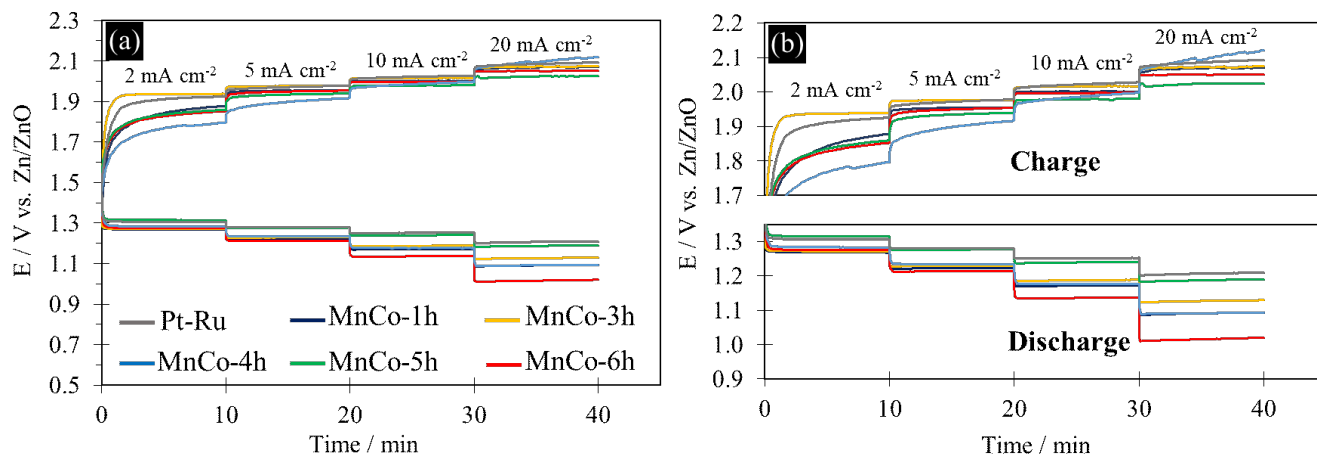 (a)
E / V vs. Zn/ZnO
2.3
2.1
1.9
1.7
1.5
1.3
1.1
0.9
0.7
0.5
2 mA cm⁻²
5 mA cm⁻²
10 mA cm⁻²
20 mA cm⁻²
Pt-Ru
MnCo-1h
MnCo-3h
MnCo-4h
MnCo-5h
MnCo-6h
0
10
20
30
40
Time / min
(b)
E / V vs. Zn/ZnO
2.2
2.1
2.0
1.9
1.8
1.7
2 mA cm⁻²
5 mA cm⁻²
10 mA cm⁻²
20 mA cm⁻²
Charge
1.3
1.2
1.1
1.0
0.9
Discharge
0
10
20
30
40
Time / min